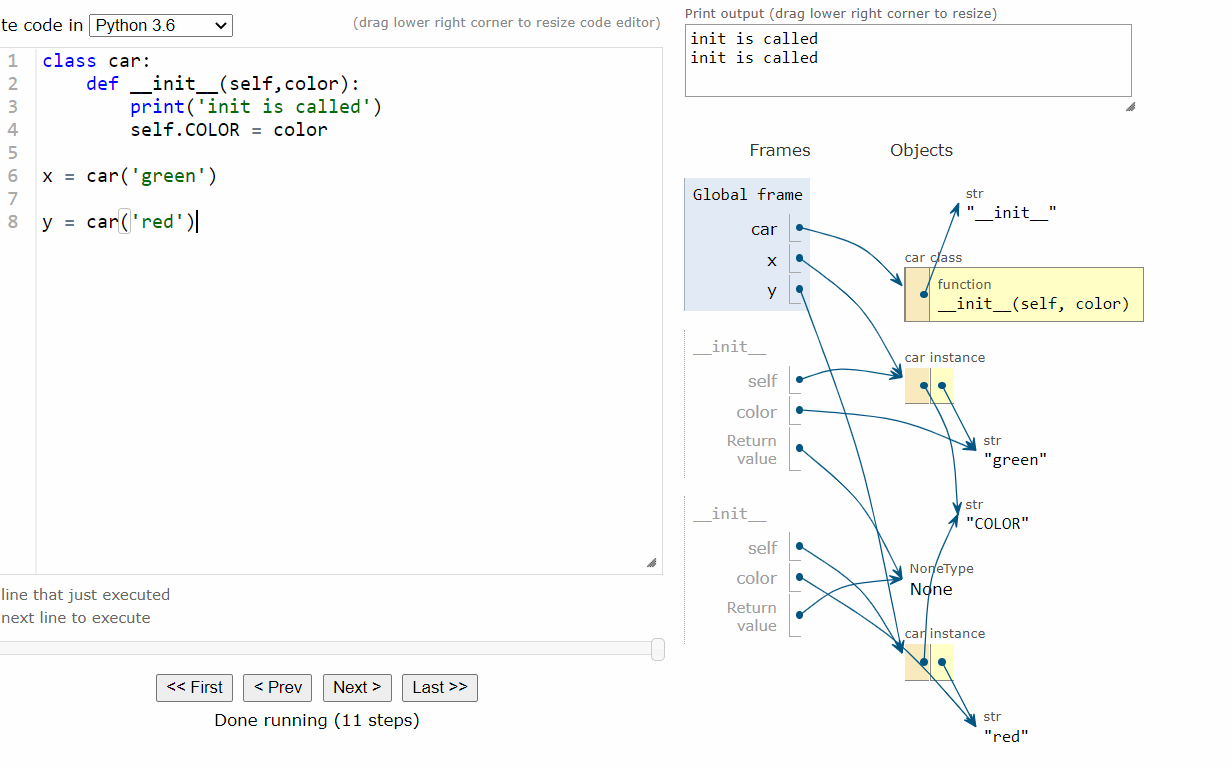 te code in Python 3.6
(drag lower right corner to resize code editor)
1 class car:
2     def __init__(self,color):
3         print('init is called')
4         self.COLOR = color
5
6 x = car('green')
7
8 y = car('red')
line that just executed
next line to execute
<< First
< Prev
Next >
Last >>
Done running (11 steps)
Print output (drag lower right corner to resize)
init is called
init is called
Frames
Objects
Global frame
car
x
y
__init__
self
color
Return
value
__init__
self
color
Return
value
str
"__init__"
car class
function
__init__(self, color)
car instance
str
"green"
str
"COLOR"
NoneType
None
car instance
str
"red"